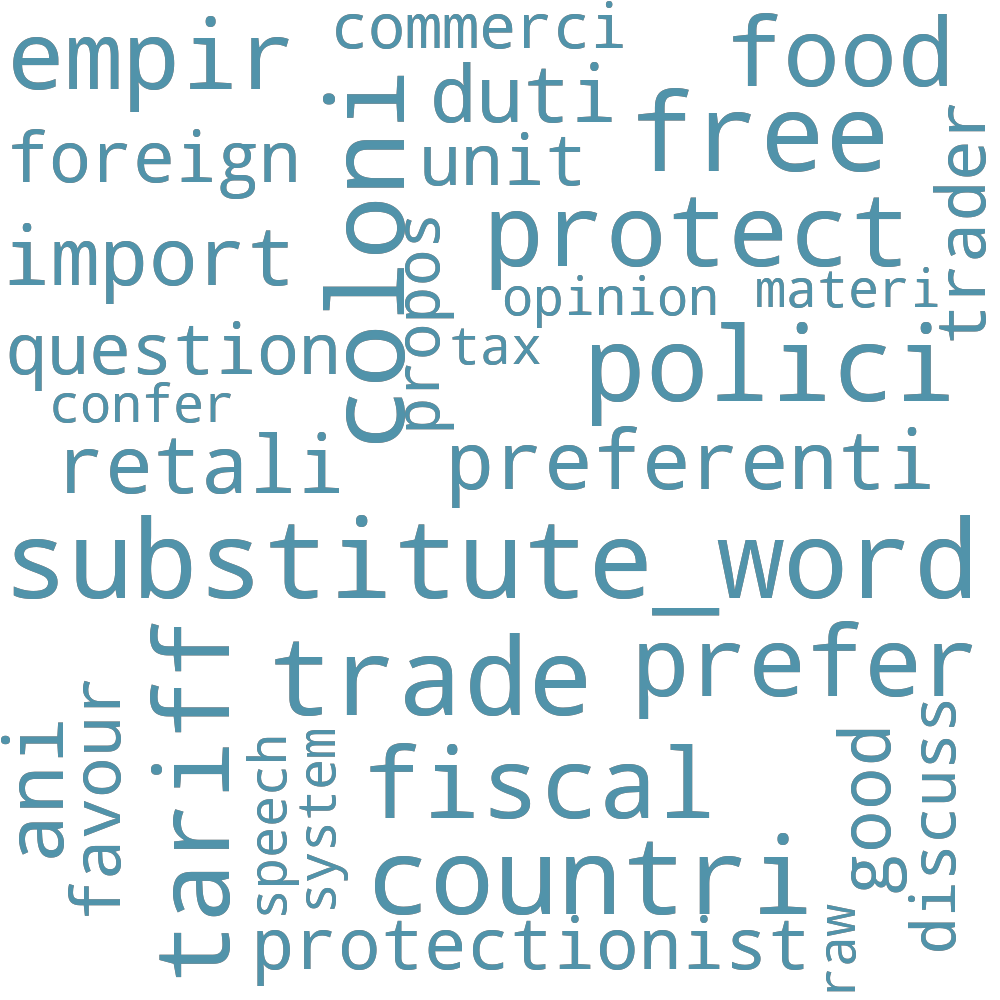 commerci
empir
food
duti
coloni
free
foreign
unit
trader
protect
import
propos
opinion
materi
question
tax
polici
confer
retali
preferenti
substitute_word
tariff
trade
prefer
ani
favour
speech
system
fiscal
good
discuss
countri
protectionist
raw